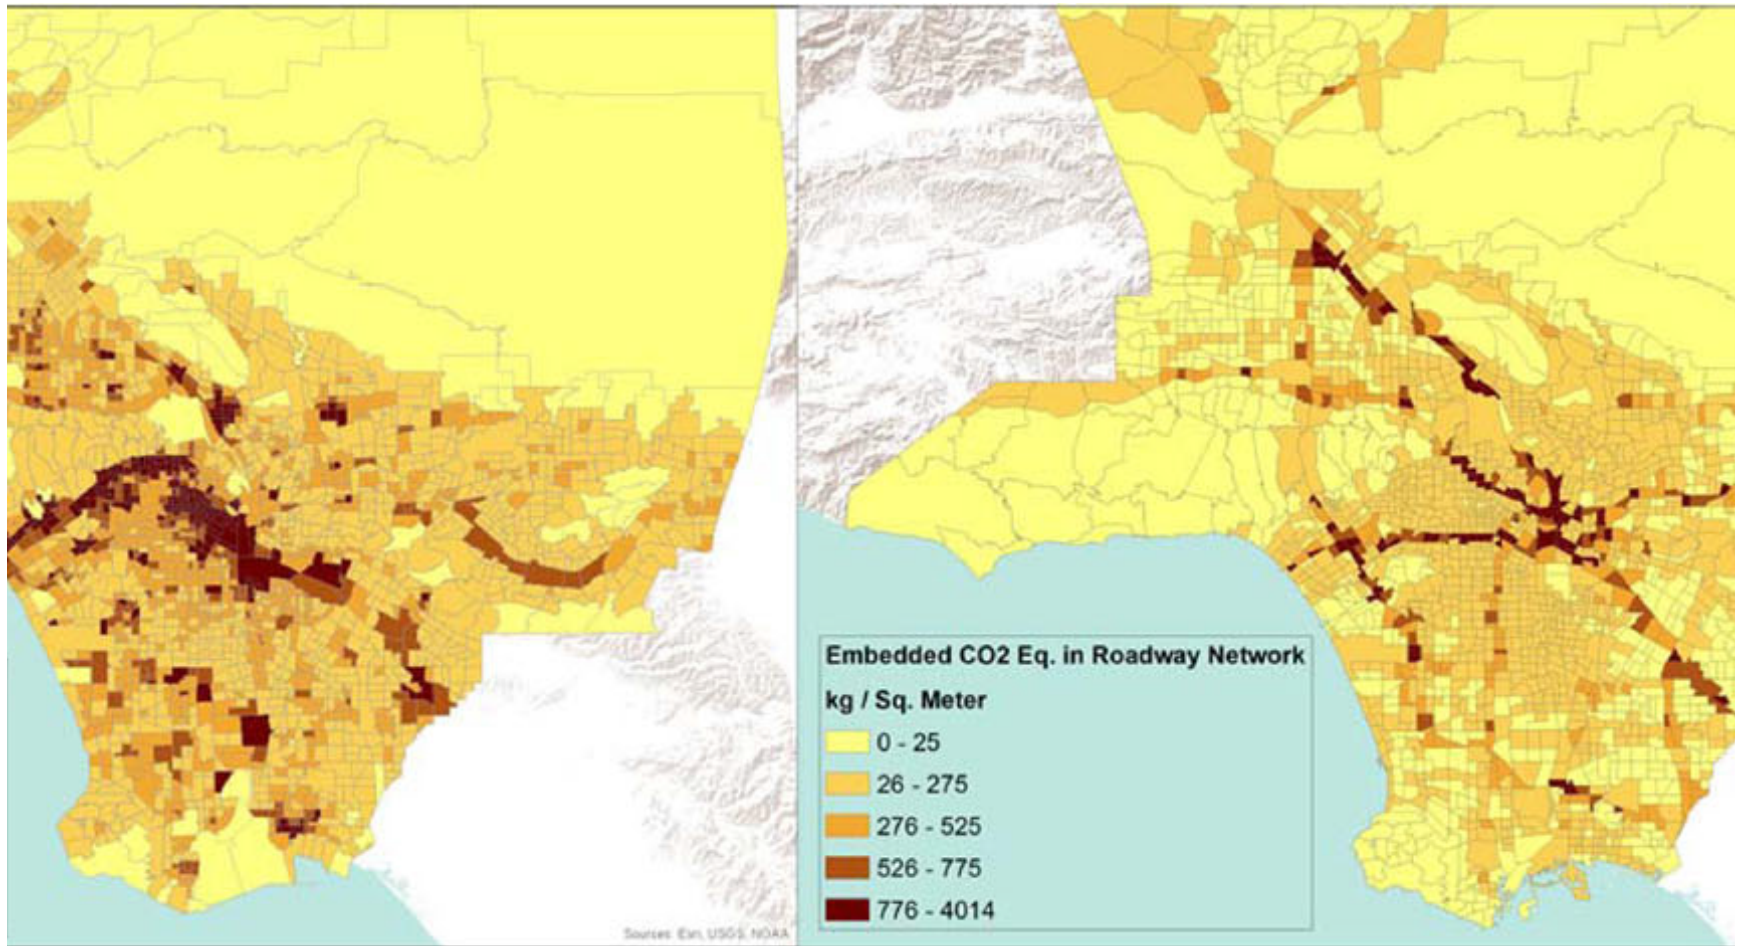 Embedded CO2 Eq. in Roadway Network
kg / Sq. Meter
0 - 25
26 - 275
276 - 525
526 - 775
776 - 4014
Sources: Esri, USGS, NOAA